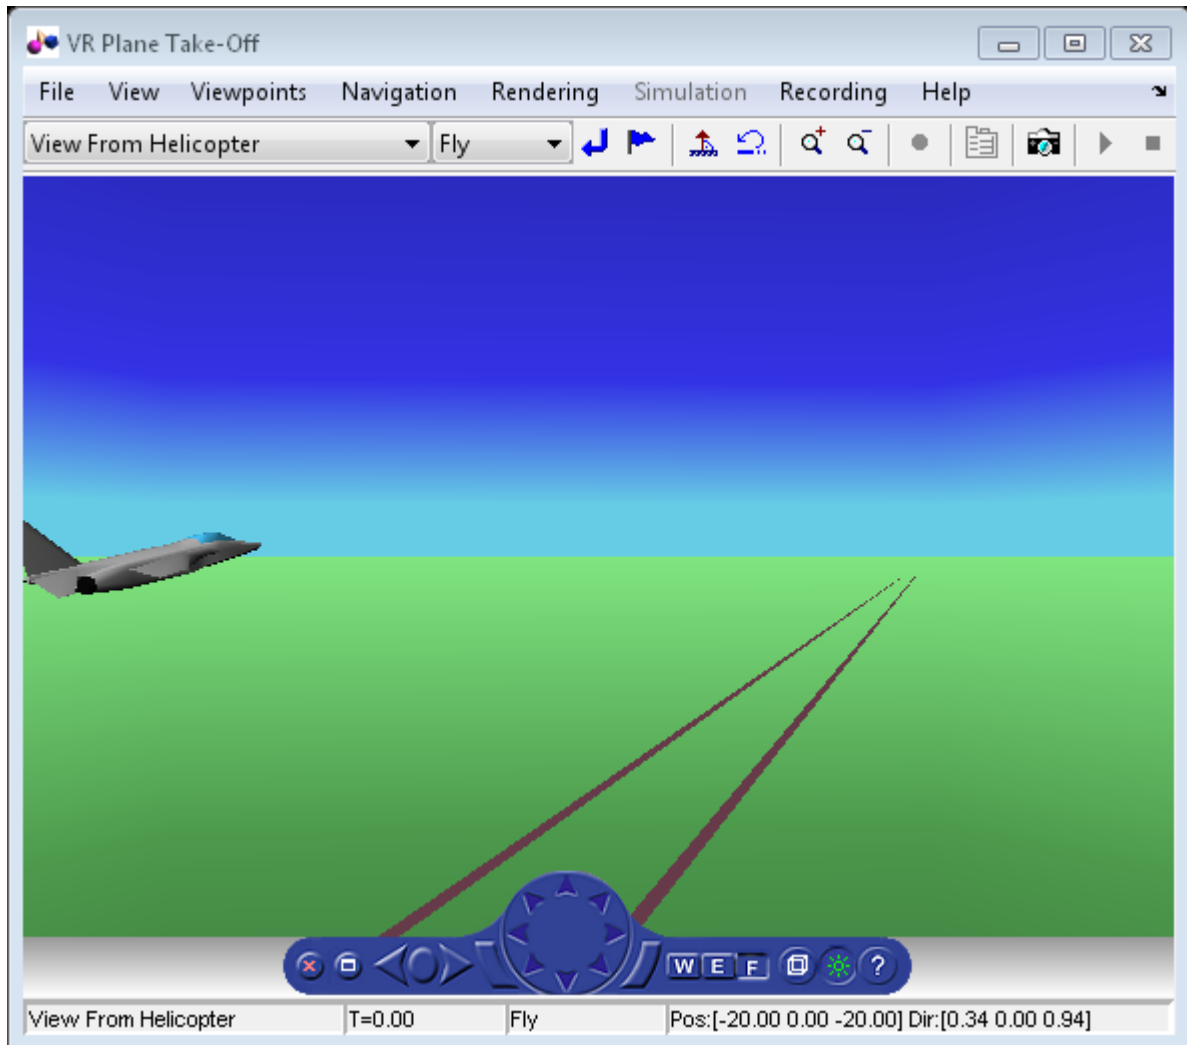 VR Plane Take-Off
File View Viewpoints Navigation Rendering Simulation Recording Help
View From Helicopter Fly
W E F ?
View From Helicopter T=0.00 Fly Pos:[-20.00 0.00 -20.00] Dir:[0.34 0.00 0.94]